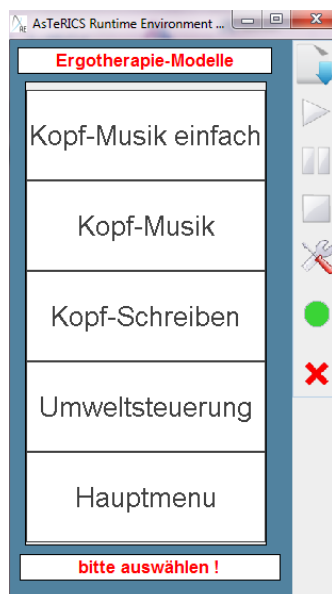 AsTeRICS Runtime Environment ...
Ergotherapie-Modelle
Kopf-Musik einfach
Kopf-Musik
Kopf-Schreiben
Umweltsteuerung
Hauptmenu
bitte auswählen !